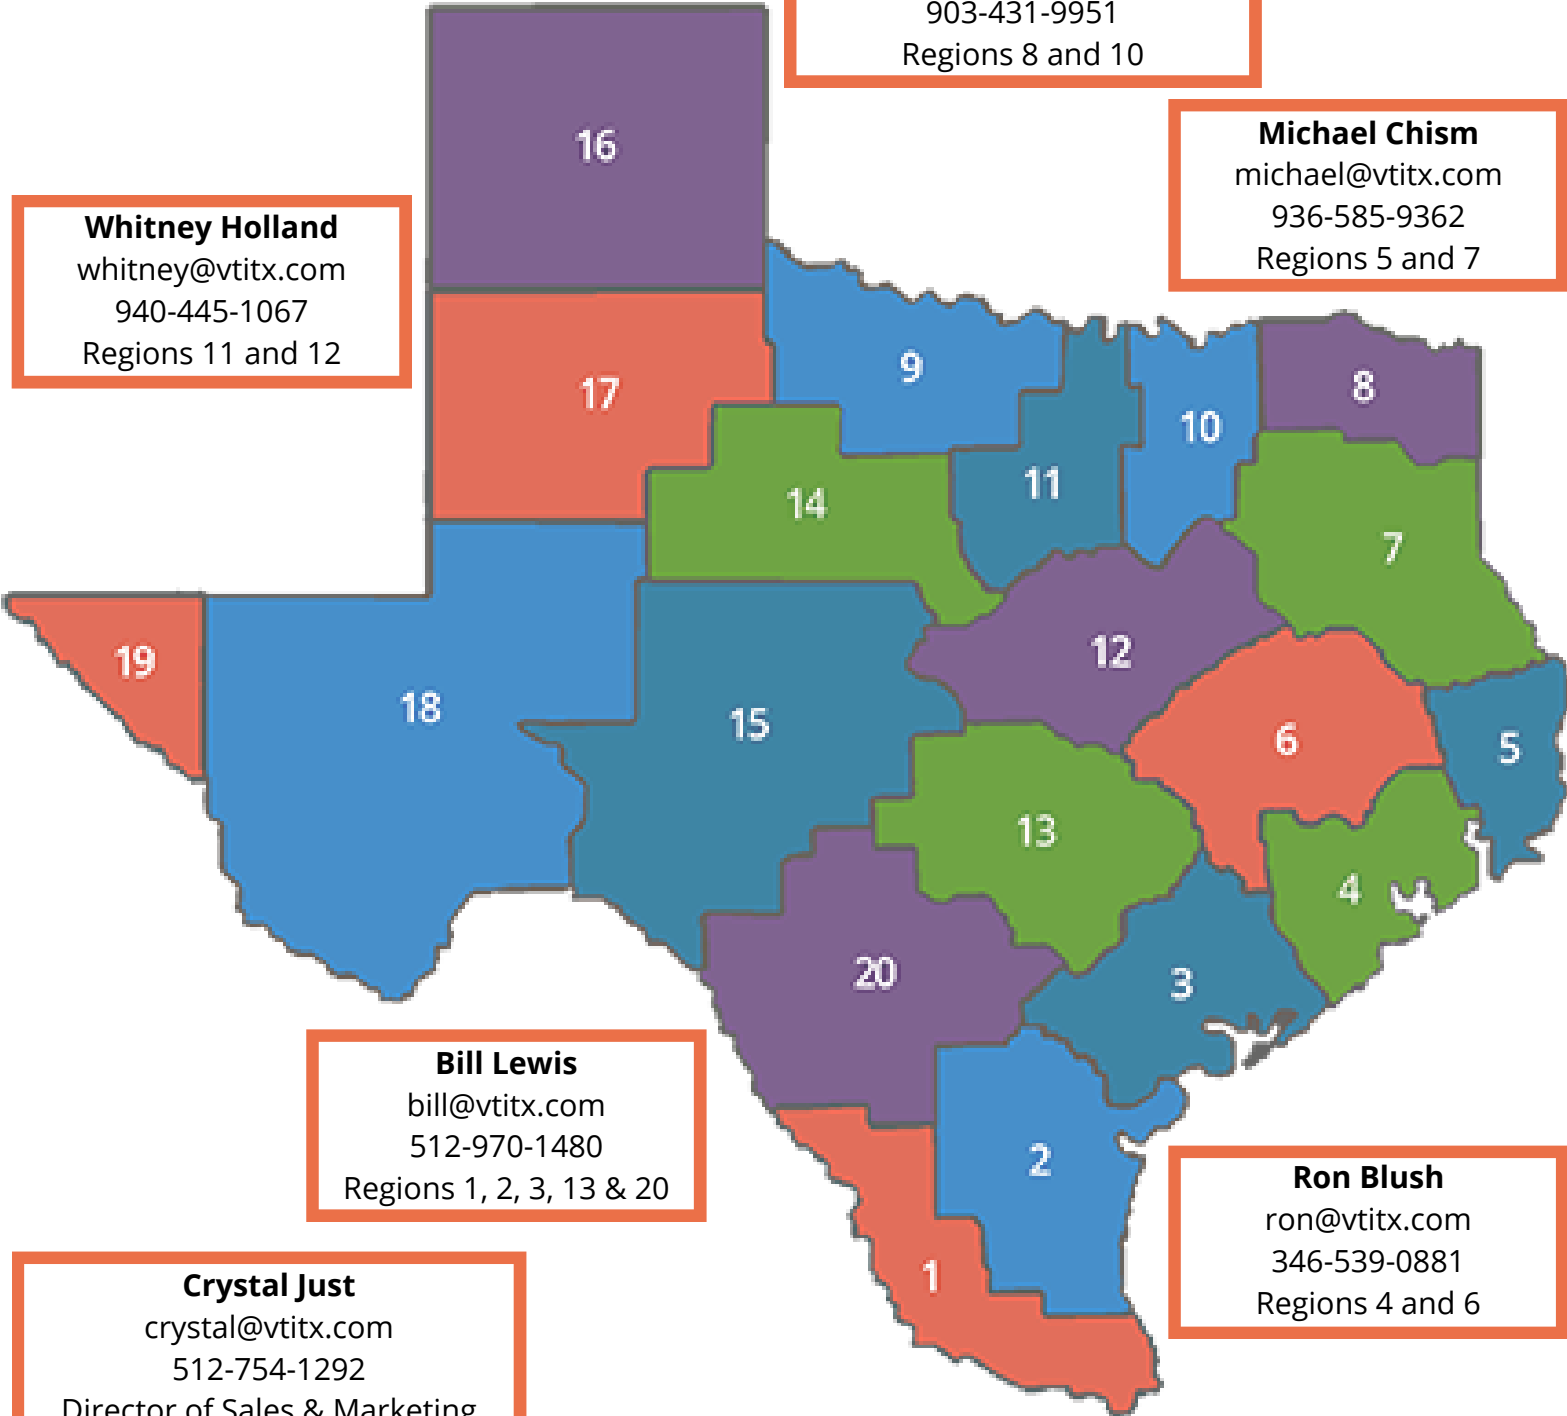 903-431-9951
Regions 8 and 10
Michael Chism
michael@vtitx.com
936-585-9362
Regions 5 and 7
16
Whitney Holland
whitney@vtitx.com
940-445-1067
Regions 11 and 12
9
8
17
10
11
14
7
12
19
18
15
6
5
13
4
20
3
Bill Lewis
bill@vtitx.com
512-970-1480
Regions 1, 2, 3, 13 & 20
2
Ron Blush
ron@vtitx.com
346-539-0881
Regions 4 and 6
1
Crystal Just
crystal@vtitx.com
512-754-1292
Director of Sales & Marketing